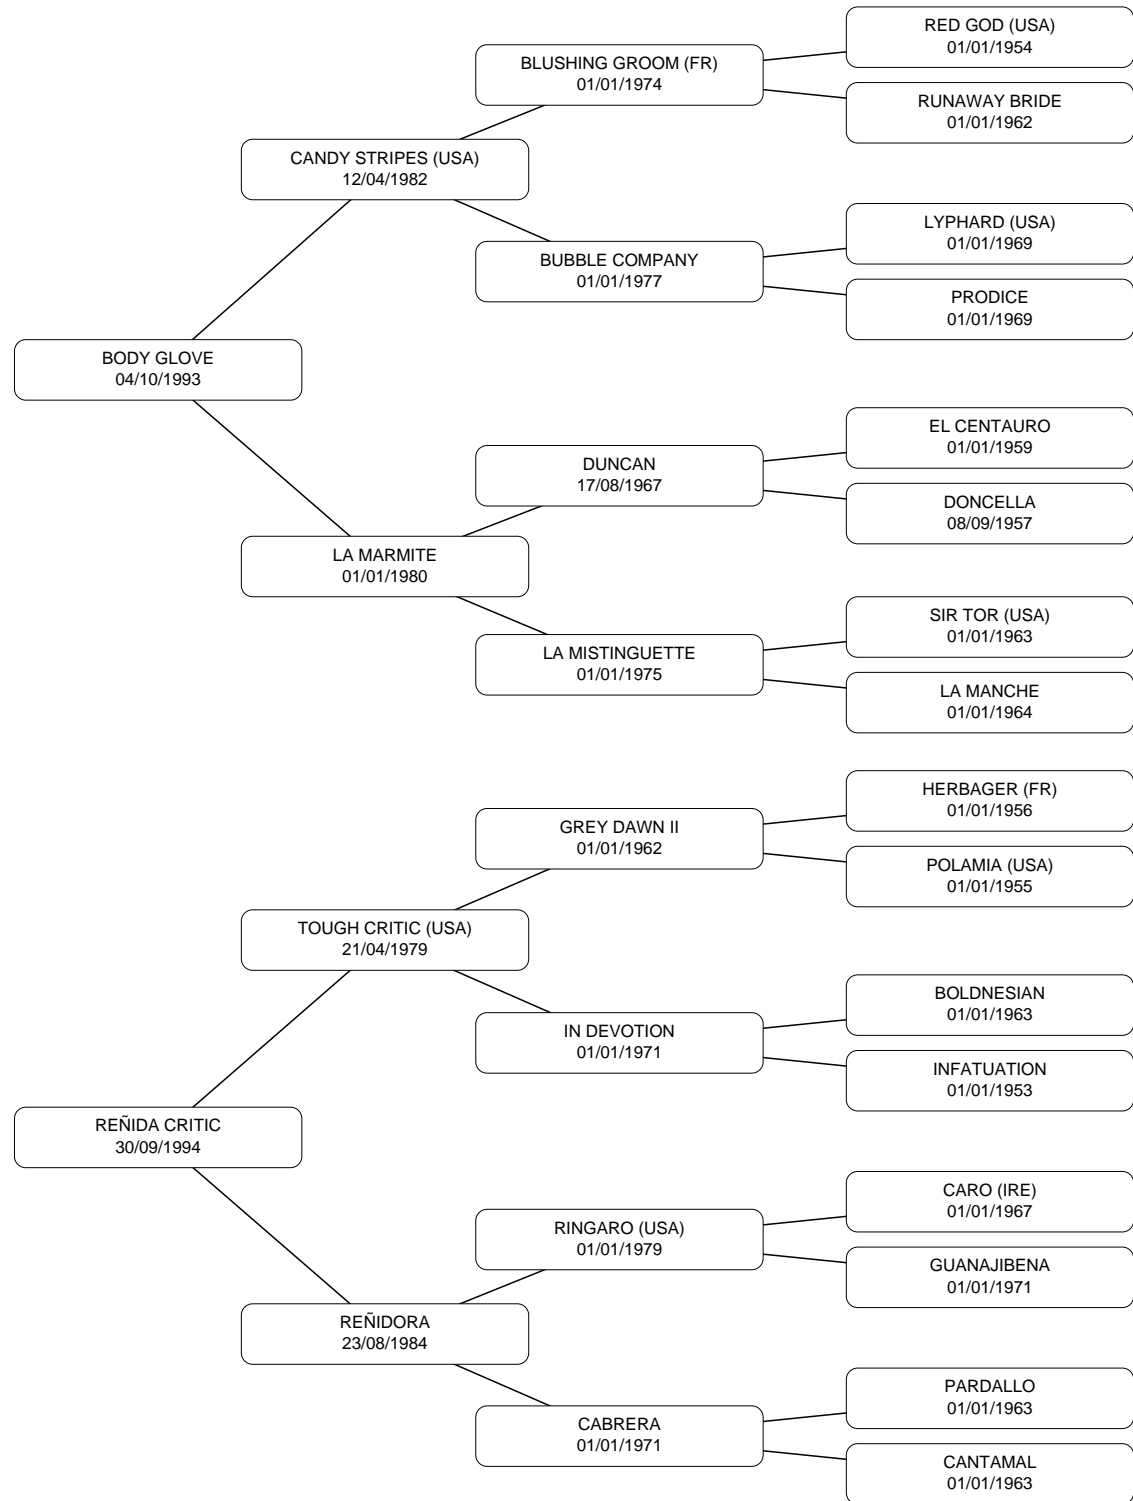 RED GOD (USA)
01/01/1954
BLUSHING GROOM (FR)
01/01/1974
RUNAWAY BRIDE
01/01/1962
CANDY STRIPES (USA)
12/04/1982
LYPHARD (USA)
01/01/1969
BUBBLE COMPANY
01/01/1977
PRODICE
01/01/1969
BODY GLOVE
04/10/1993
EL CENTAURO
01/01/1959
DUNCAN
17/08/1967
DONCELLA
08/09/1957
LA MARMITE
01/01/1980
SIR TOR (USA)
01/01/1963
LA MISTINGUETTE
01/01/1975
LA MANCHE
01/01/1964
HERBAGER (FR)
01/01/1956
GREY DAWN II
01/01/1962
POLAMIA (USA)
01/01/1955
TOUGH CRITIC (USA)
21/04/1979
BOLDNESIAN
01/01/1963
IN DEVOTION
01/01/1971
INFATUATION
01/01/1953
REÑIDA CRITIC
30/09/1994
CARO (IRE)
01/01/1967
RINGARO (USA)
01/01/1979
GUANAJIBENA
01/01/1971
REÑIDORA
23/08/1984
PARDALLO
01/01/1963
CABRERA
01/01/1971
CANTAMAL
01/01/1963